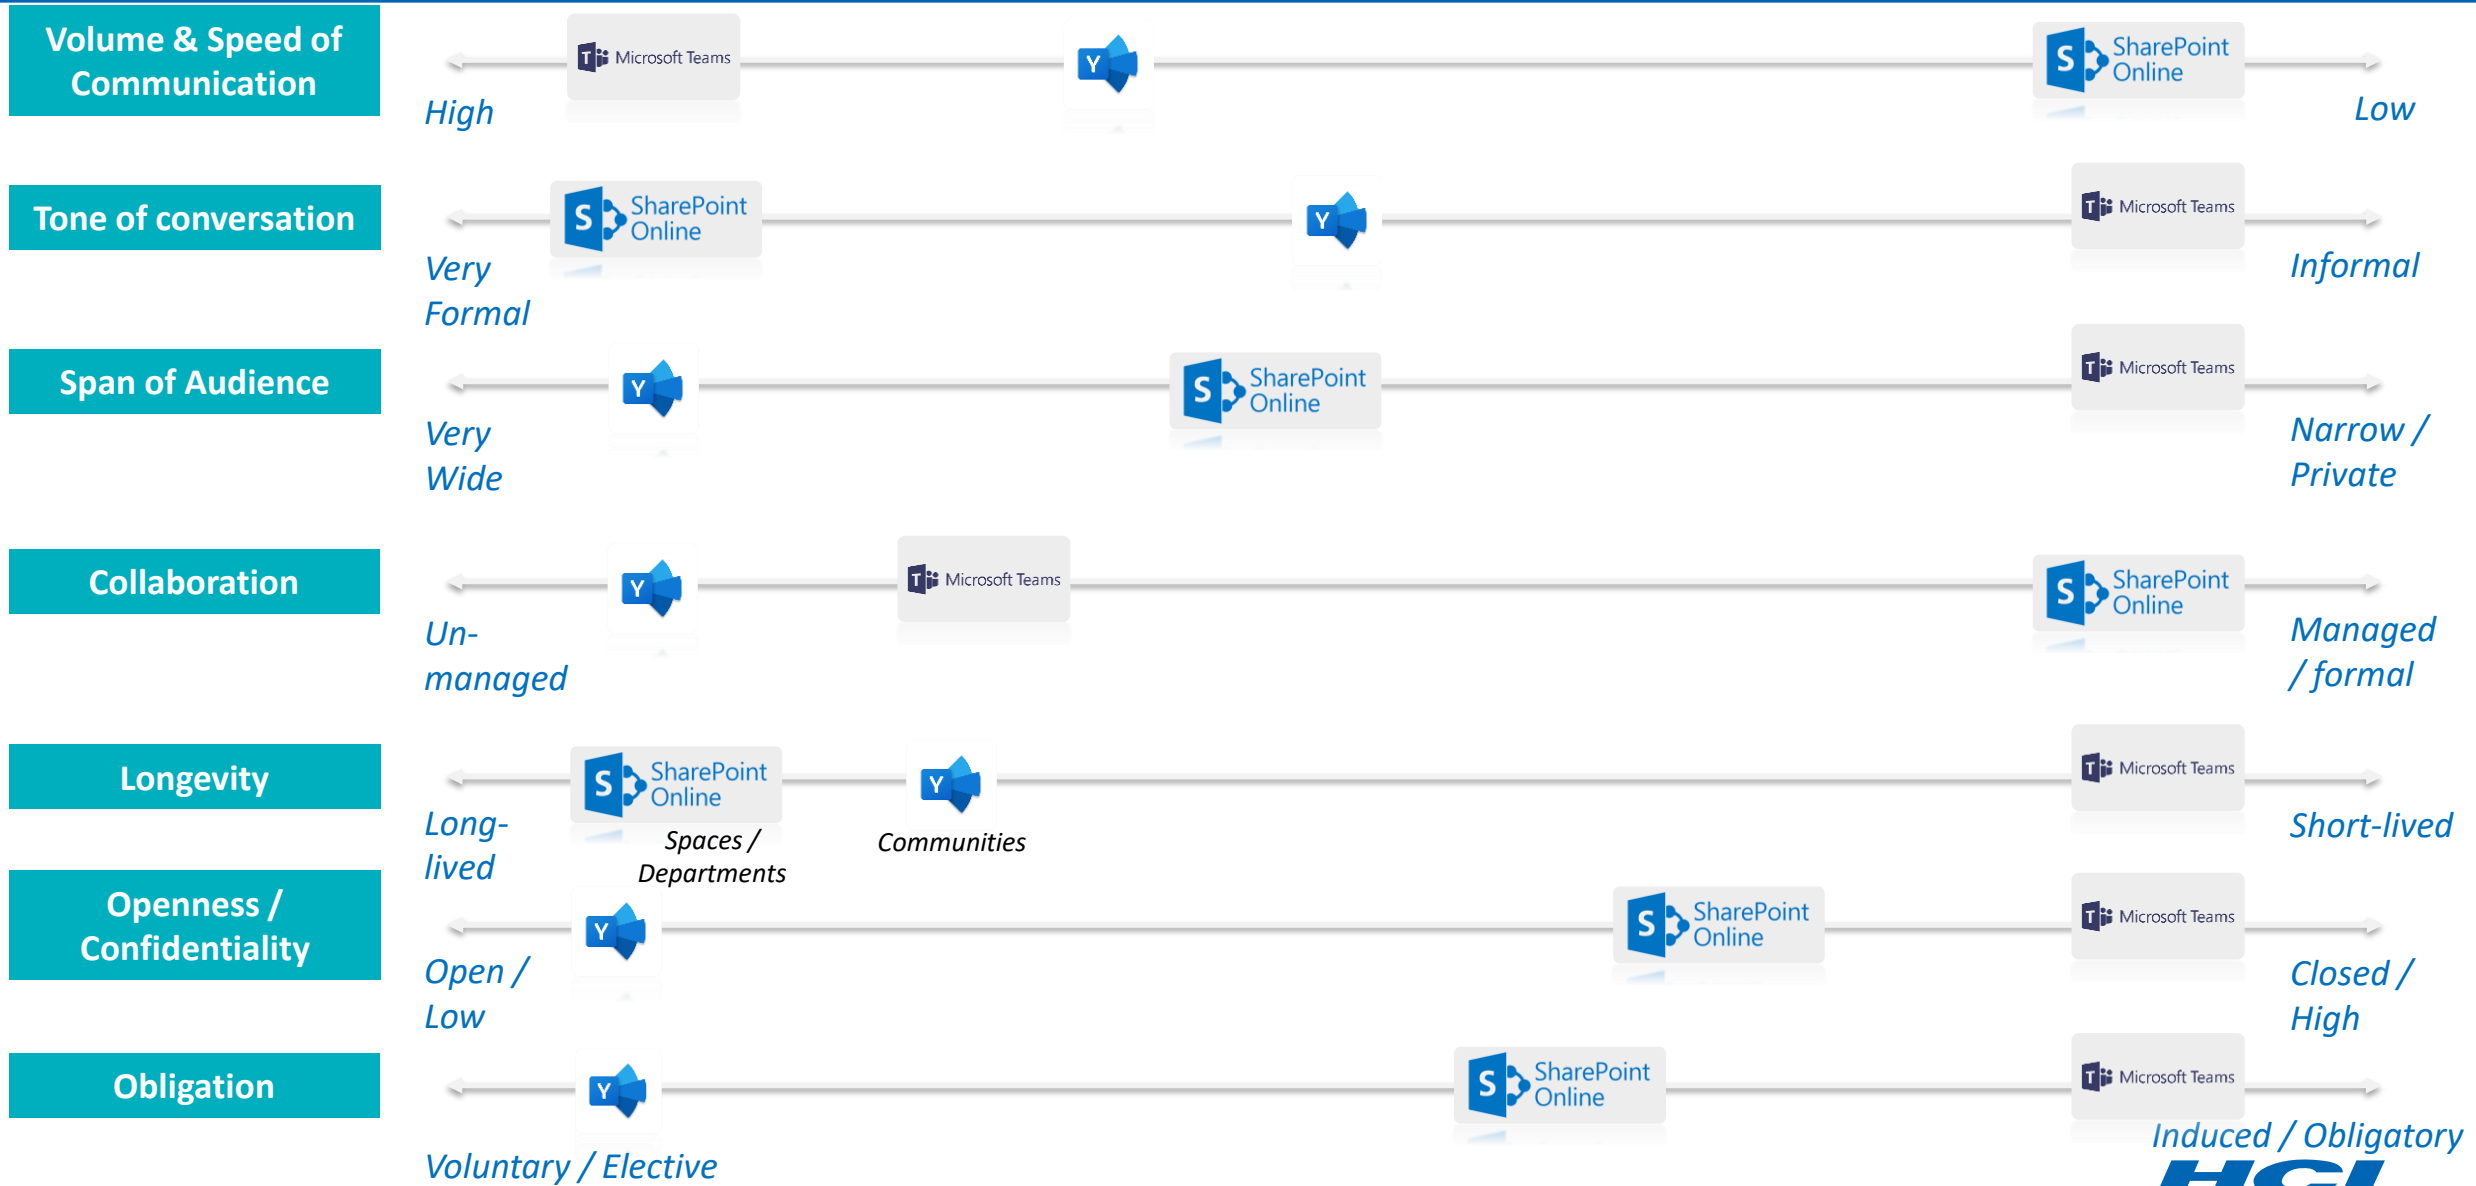 Volume & Speed of
Communication
Microsoft Teams
Y
S SharePoint
Online
High
Low
Tone of conversation
S SharePoint
Online
Y
Microsoft Teams
Very
Formal
Informal
Span of Audience
Y
S SharePoint
Online
Microsoft Teams
Very
Wide
Narrow /
Private
Collaboration
Y
Microsoft Teams
S SharePoint
Online
Un-
managed
Managed
/ formal
Longevity
S SharePoint
Online
Y
Microsoft Teams
Long-
lived
Spaces /
Departments
Communities
Short-lived
Openness /
Confidentiality
Y
S SharePoint
Online
Microsoft Teams
Open /
Low
Closed /
High
Obligation
Y
S SharePoint
Online
Microsoft Teams
Voluntary / Elective
Induced / Obligatory